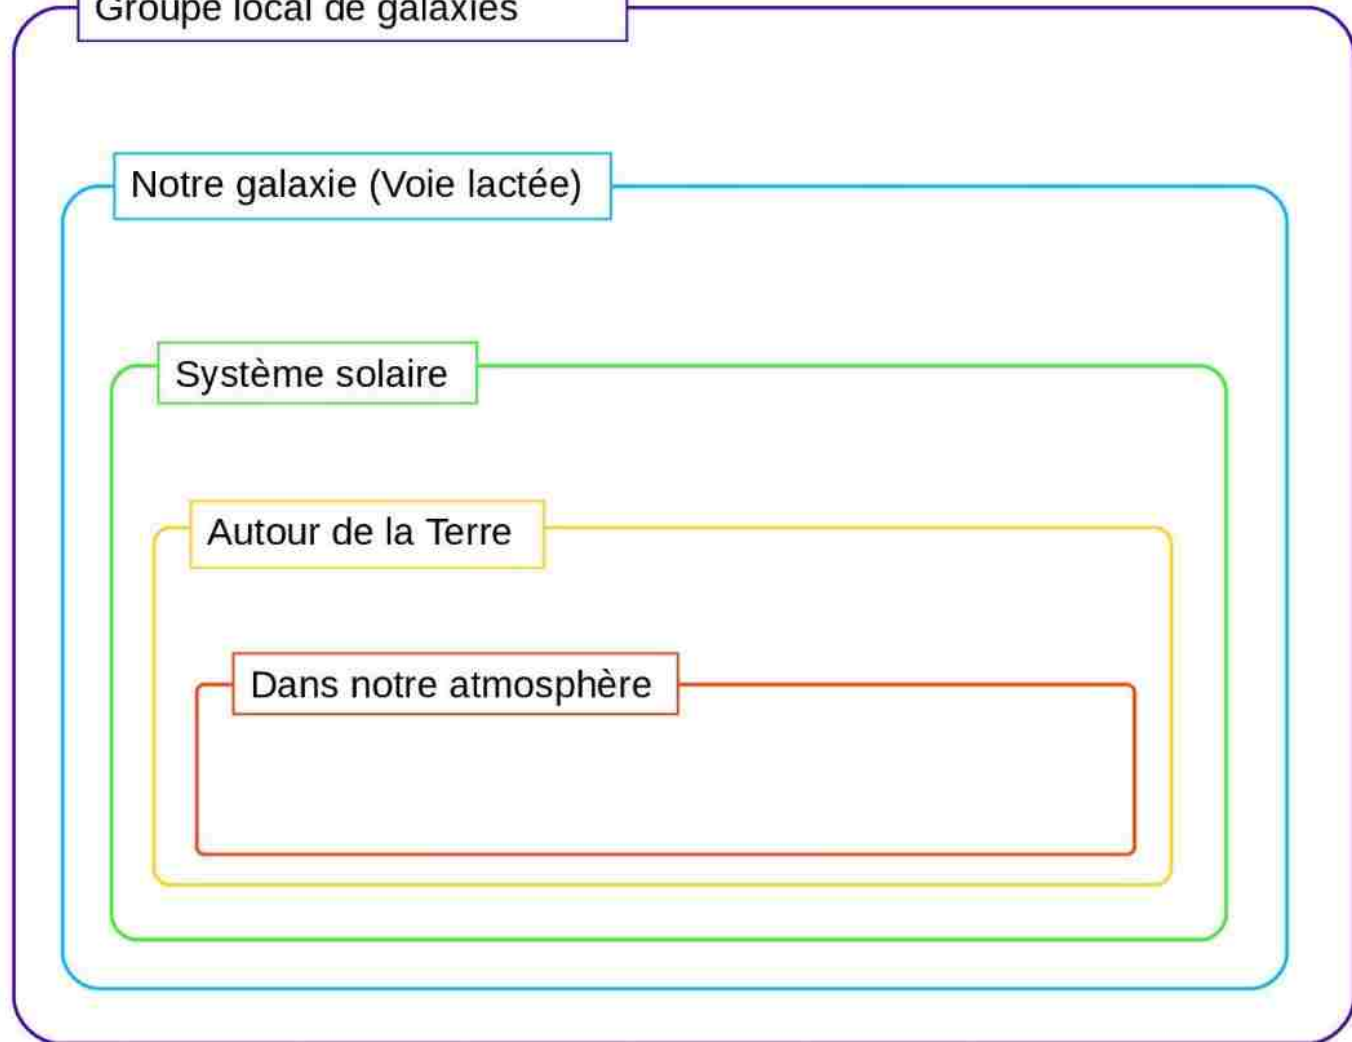 Groupe local de galaxies
Notre galaxie (Voie lactée)
Système solaire
Autour de la Terre
Dans notre atmosphère